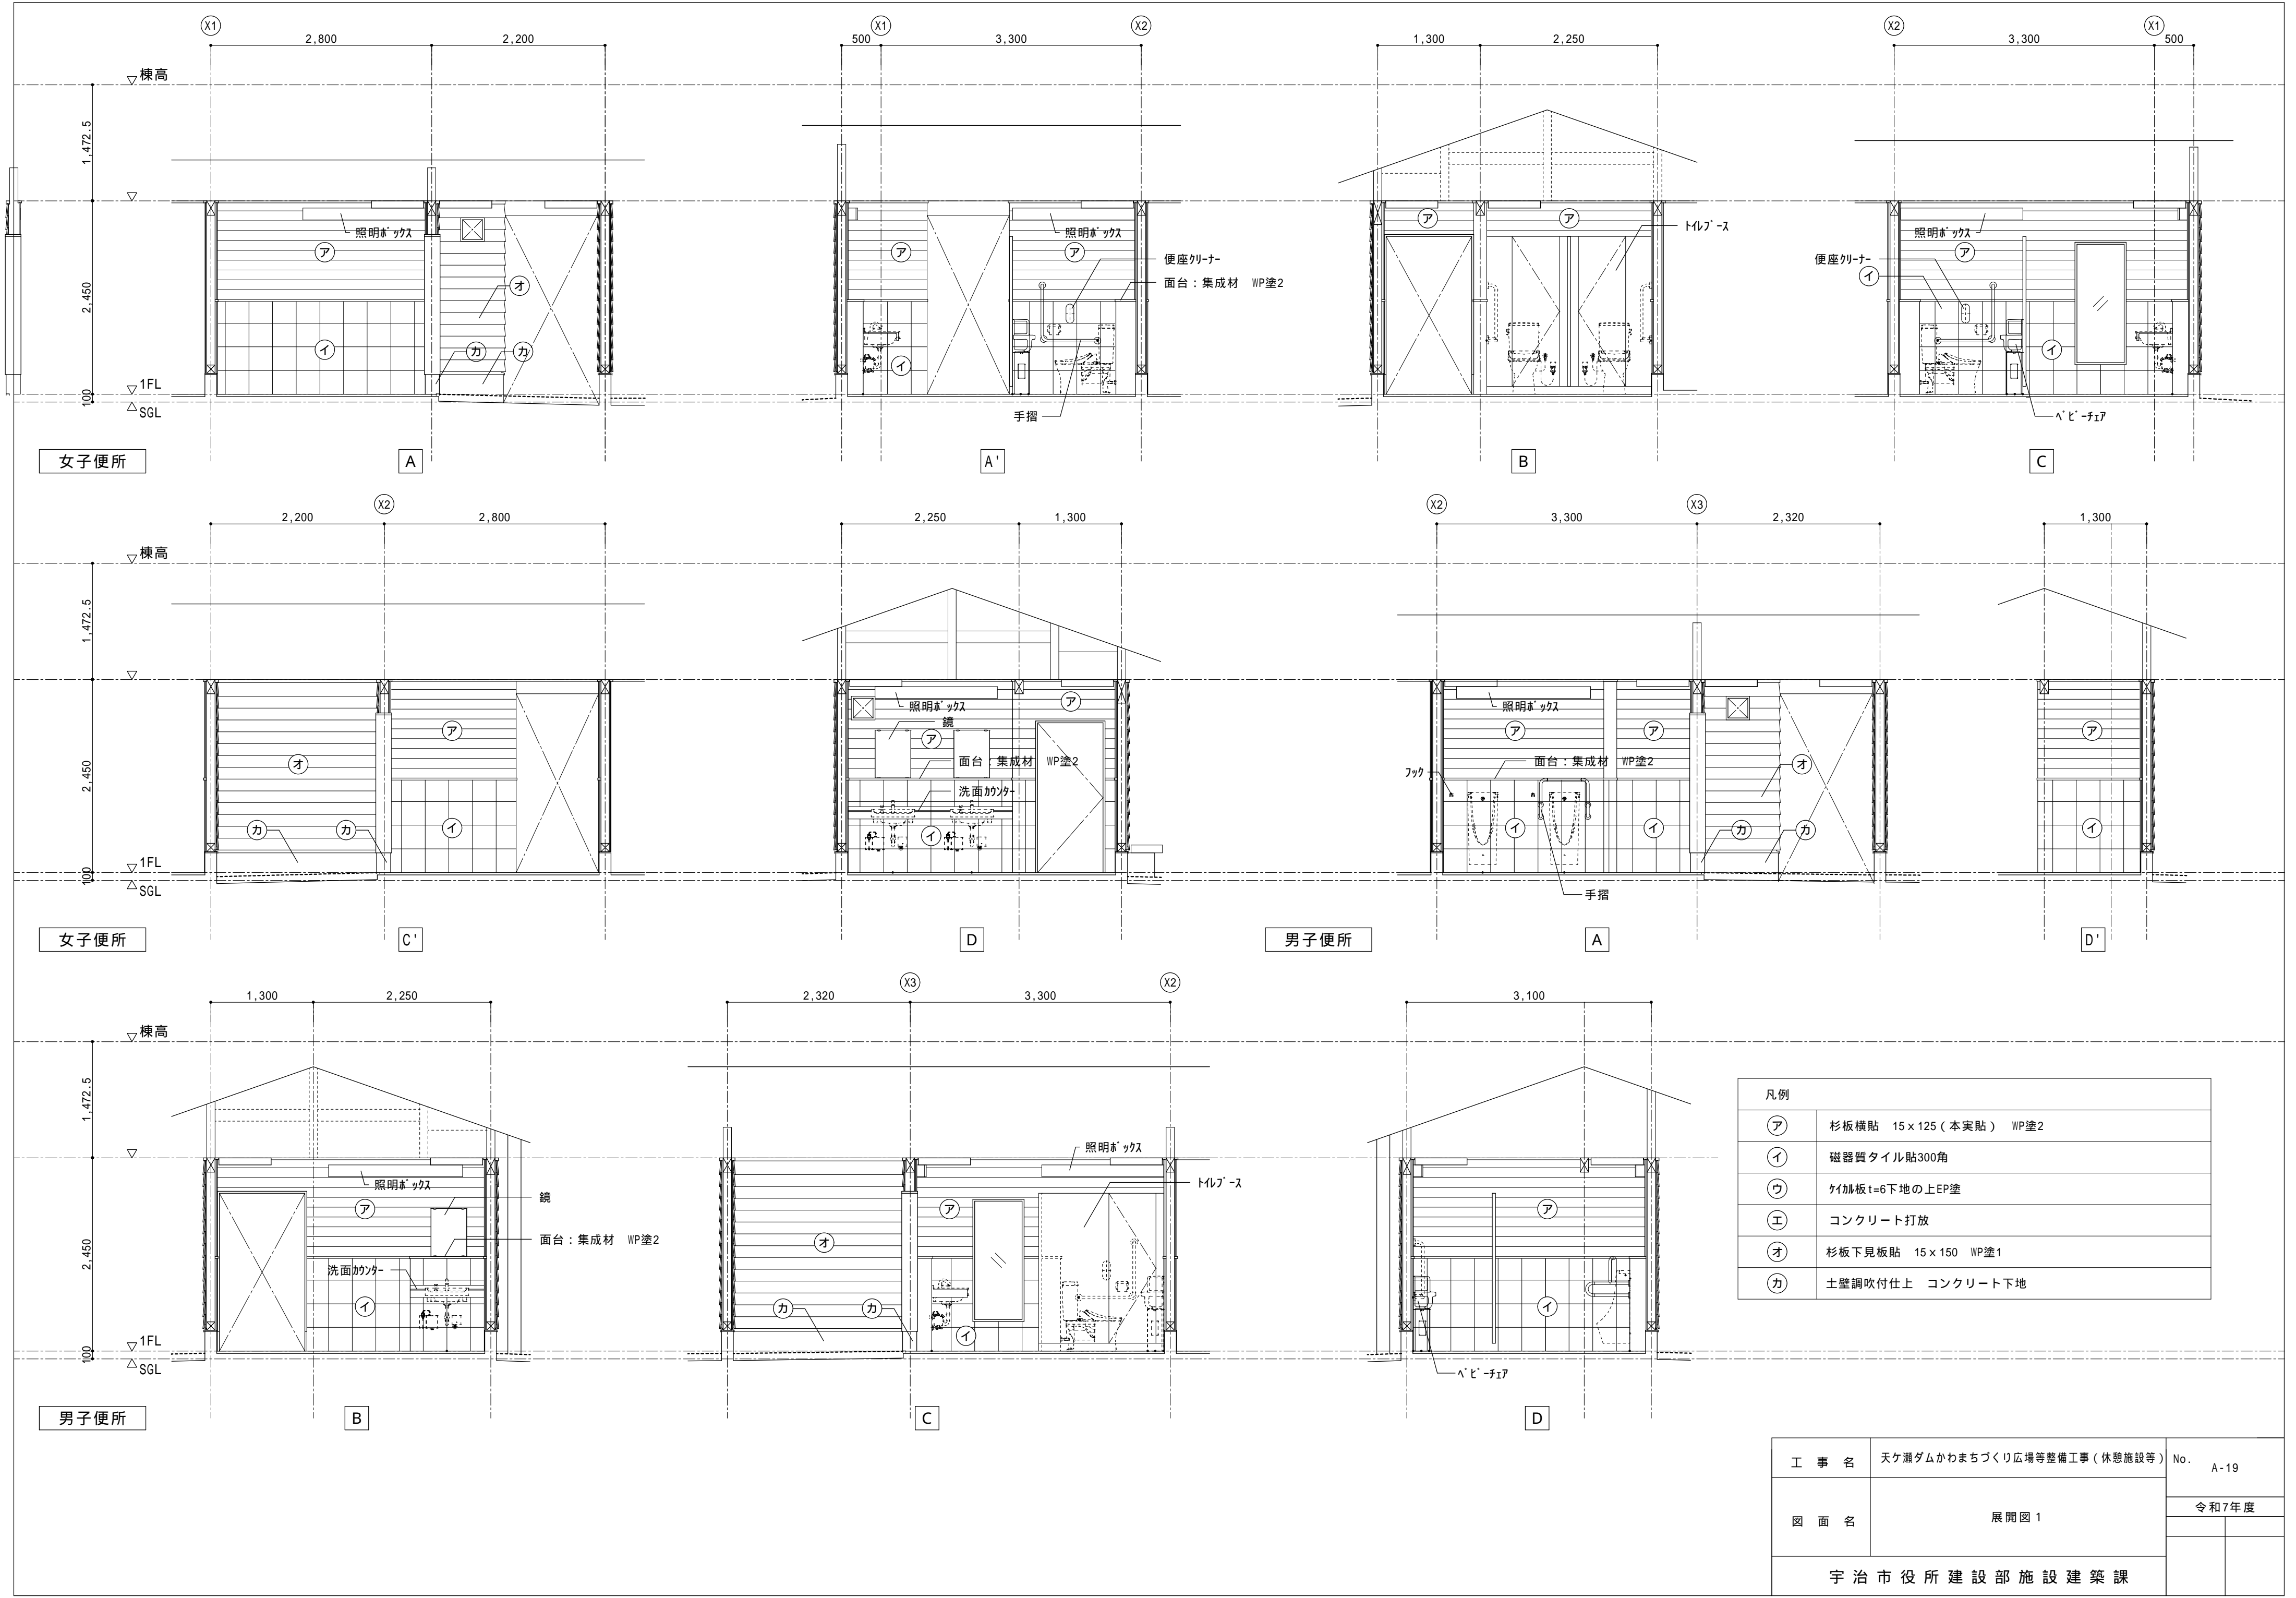 X1
X1
X2
X2
X1
2,800
2,200
500
3,300
1,300
2,250
3,300
500
棟高
1,472.5
2,450
100
1FL
SGL
照明ボックス
ア
イ
オ
カ
カ
照明ボックス
ア
ア
イ
便座クリーナー
面台：集成材　WP塗2
手摺
ア
ア
トイレブース
照明ボックス
ア
便座クリーナー
イ
イ
ベビーチェア
女子便所
A
A'
B
C
X2
X2
X3
2,200
2,800
2,250
1,300
3,300
2,320
1,300
棟高
1,472.5
2,450
100
1FL
SGL
オ
カ
カ
ア
イ
照明ボックス
ア
鏡
ア
面台：集成材　WP塗2
洗面カウンター
イ
照明ボックス
ア
ア
フック
面台：集成材　WP塗2
オ
イ
イ
カ
カ
手摺
ア
イ
女子便所
C'
D
男子便所
A
D'
X3
X2
1,300
2,250
2,320
3,300
3,100
棟高
1,472.5
2,450
100
1FL
SGL
照明ボックス
ア
鏡
面台：集成材　WP塗2
洗面カウンター
イ
照明ボックス
トイレブース
ア
オ
カ
カ
イ
ア
イ
ベビーチェア
男子便所
B
C
D
凡例
ア　杉板横貼　15ｘ125（本実貼）　WP塗2
イ　磁器質タイル貼300角
ウ　ケイカル板t=6下地の上EP塗
エ　コンクリート打放
オ　杉板下見板貼　15ｘ150　WP塗1
カ　土壁調吹付仕上　コンクリート下地
工　事　名　天ケ瀬ダムかわまちづくり広場等整備工事（休憩施設等）
No.　A-19
令和7年度
図　面　名　展開図１
宇治市役所建設部施設建築課